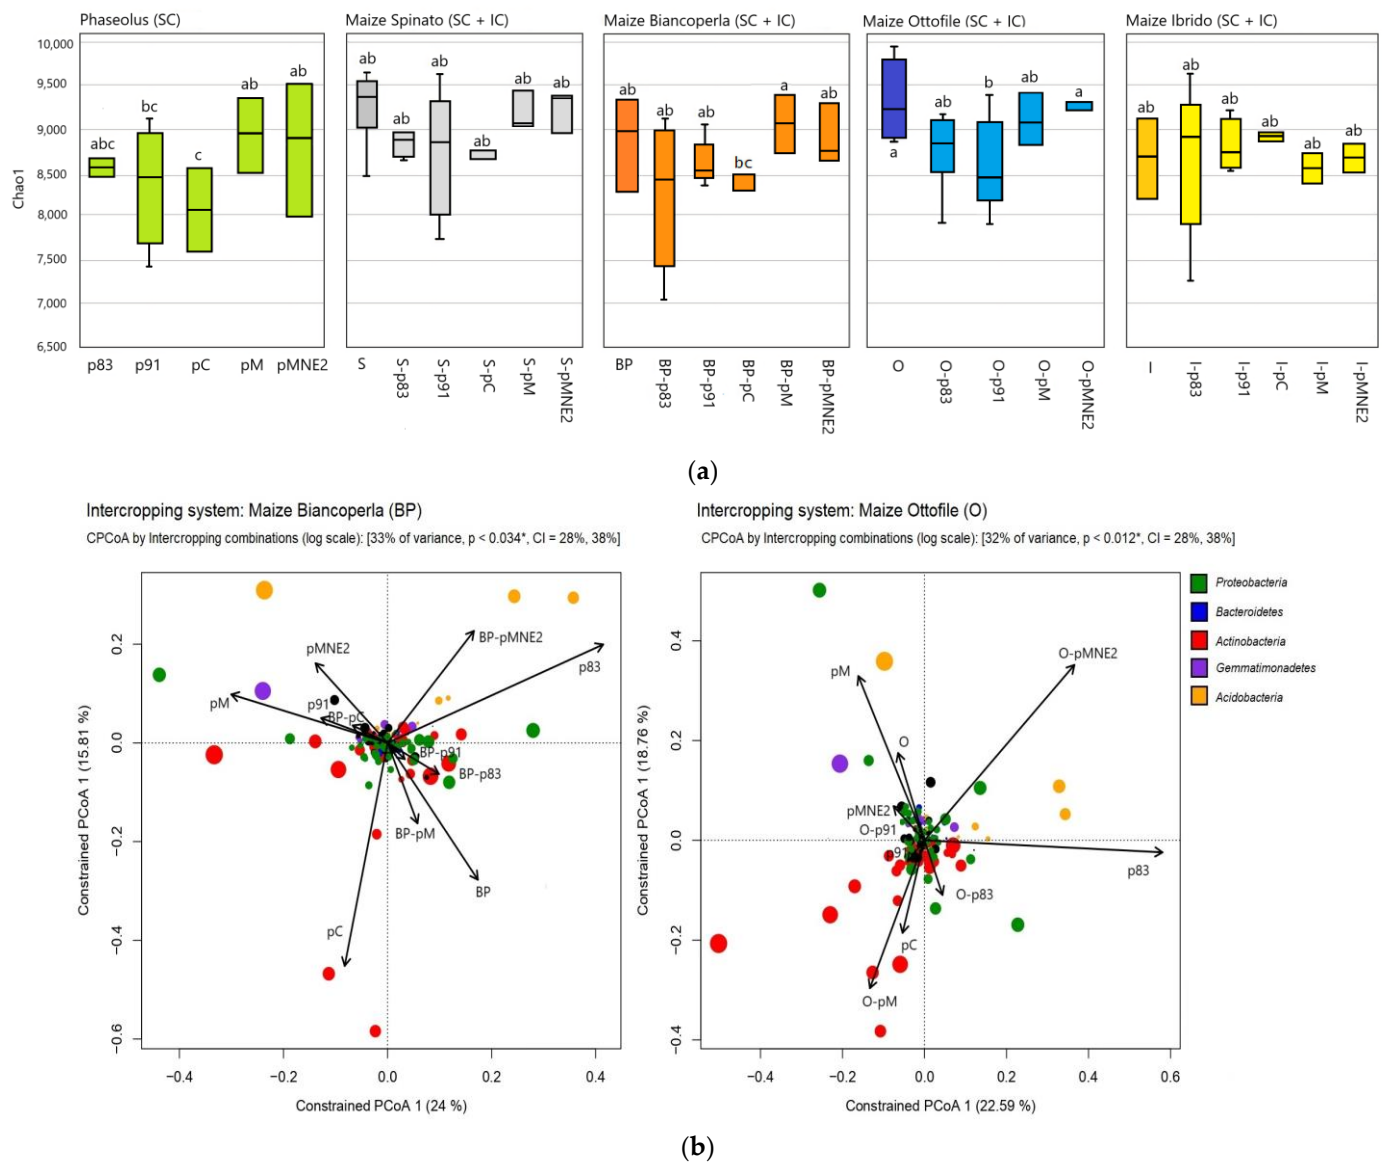 Phaseolus (SC)
Maize Spinato (SC + IC)
Maize Biancoperla (SC + IC)
Maize Ottofile (SC + IC)
Maize Ibrido (SC + IC)
Chao1
10,000
9,500
9,000
8,500
8,000
7,500
7,000
6,500
abc
bc
c
ab
ab
p83
p91
pC
pM
pMNE2
ab
ab
ab
ab
ab
ab
S
S-p83
S-p91
S-pC
S-pM
S-pMNE2
ab
ab
ab
bc
a
ab
BP
BP-p83
BP-p91
BP-pC
BP-pM
BP-pMNE2
a
ab
b
ab
a
O
O-p83
O-p91
O-pM
O-pMNE2
ab
ab
ab
ab
ab
ab
I
I-p83
I-p91
I-pC
I-pM
I-pMNE2
(a)
Intercropping system: Maize Biancoperla (BP)
CPCoA by Intercropping combinations (log scale): [33% of variance, p < 0.034*, CI = 28%, 38%]
Constrained PCoA 1 (15.81 %)
0.2
0.0
−0.2
−0.4
−0.6
pMNE2
BP-pMNE2
p83
pM
p91
BP-pC
BP-p91
BP-p83
BP-pM
BP
pC
−0.4
−0.2
0.0
0.2
0.4
Constrained PCoA 1 (24 %)
Intercropping system: Maize Ottofile (O)
CPCoA by Intercropping combinations (log scale): [32% of variance, p < 0.012*, CI = 28%, 38%]
Constrained PCoA 1 (18.76 %)
0.4
0.2
0.0
−0.2
−0.4
O-pMNE2
pM
O
pMNE2
O-p91
p91
p83
O-p83
pC
O-pM
−0.4
−0.2
0.0
0.2
0.4
0.6
Constrained PCoA 1 (22.59 %)
Proteobacteria
Bacteroidetes
Actinobacteria
Gemmatimonadetes
Acidobacteria
(b)